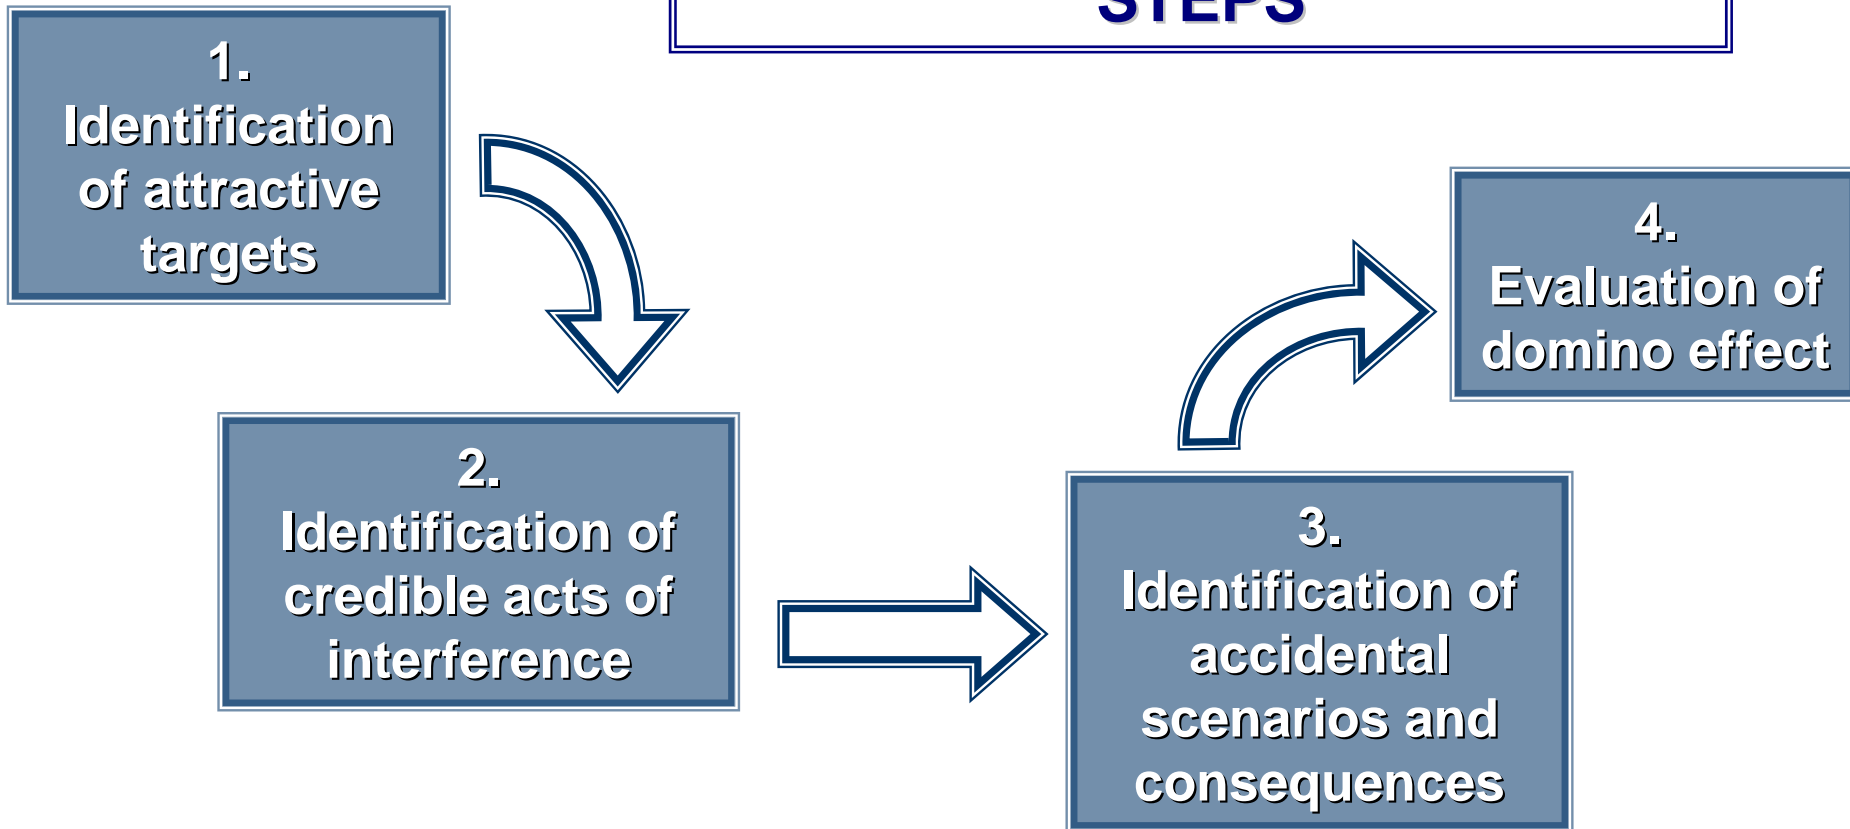 STEPS
1.
Identification
of attractive
targets
2.
Identification of
credible acts of
interference
3.
Identification of
accidental
scenarios and
consequences
4.
Evaluation of
domino effect